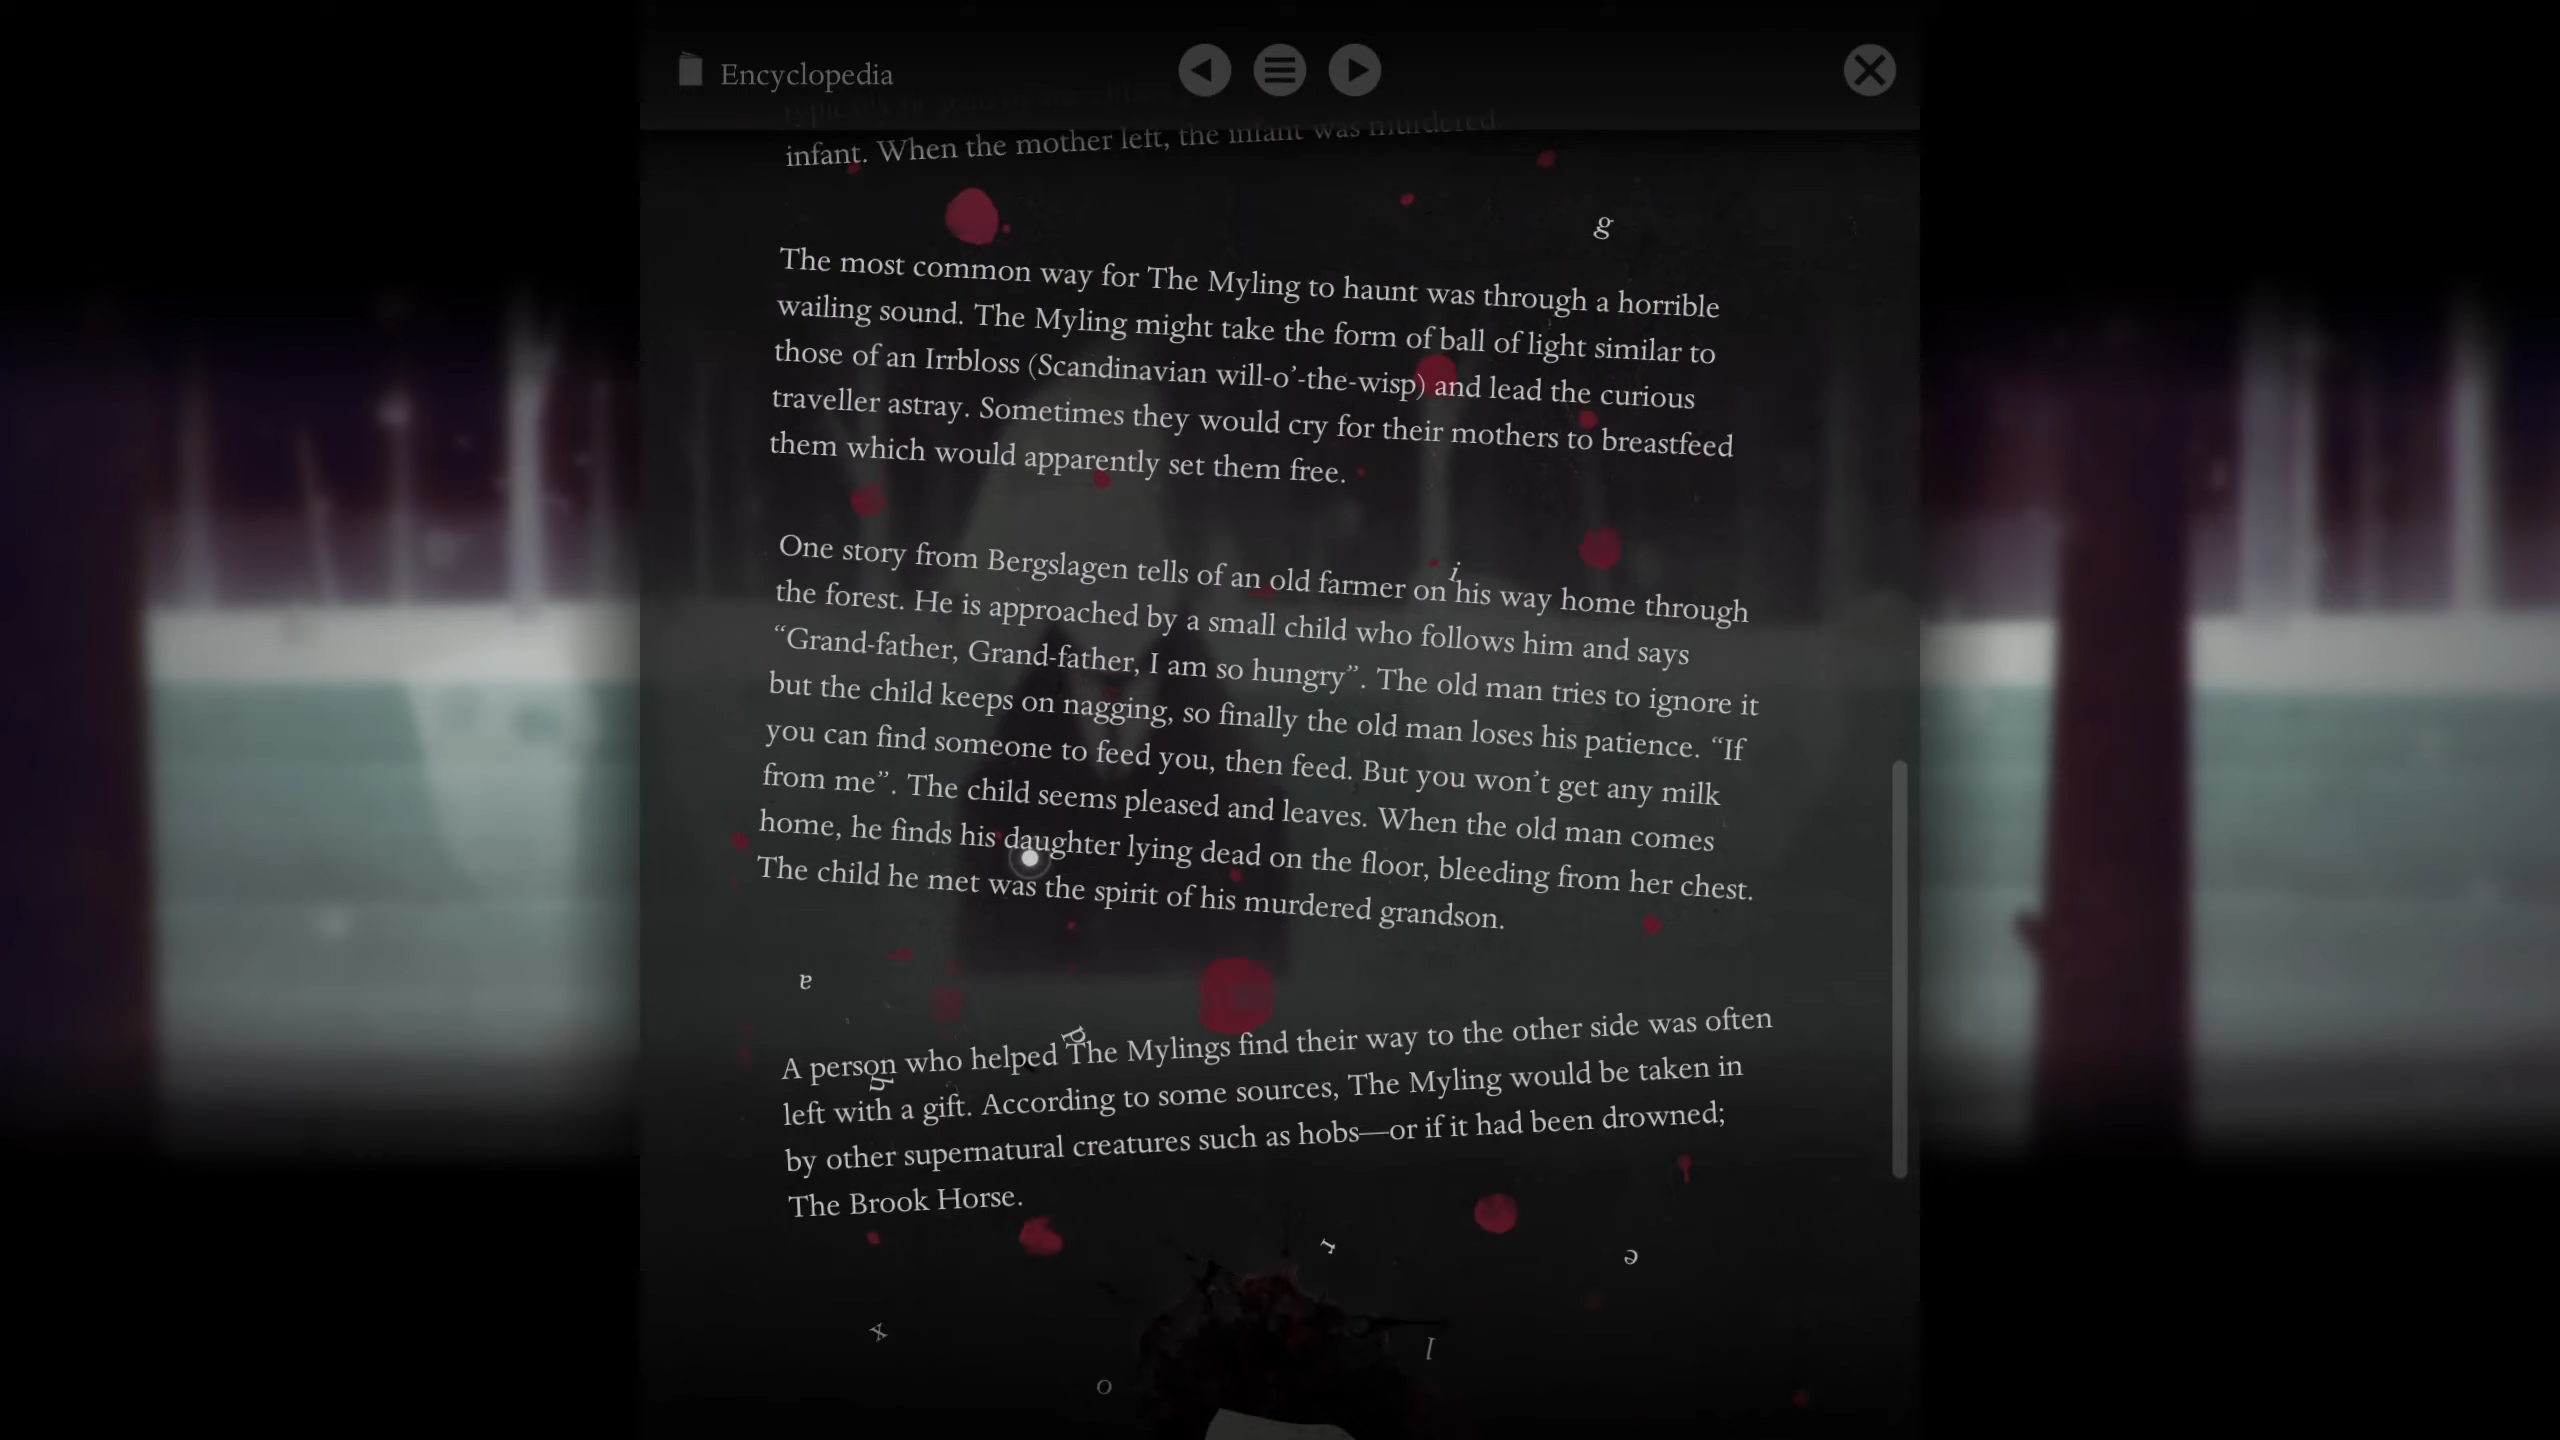 Encyclopedia
infant. When the mother left, the infant was murdered.
g
The most common way for The Myling to haunt was through a horrible
wailing sound. The Myling might take the form of ball of light similar to
those of an Irrbloss (Scandinavian will-o’-the-wisp) and lead the curious
traveller astray. Sometimes they would cry for their mothers to breastfeed
them which would apparently set them free.
i
One story from Bergslagen tells of an old farmer on his way home through
the forest. He is approached by a small child who follows him and says
“Grand-father, Grand-father, I am so hungry”. The old man tries to ignore it
but the child keeps on nagging, so finally the old man loses his patience. “If
you can find someone to feed you, then feed. But you won’t get any milk
from me”. The child seems pleased and leaves. When the old man comes
home, he finds his daughter lying dead on the floor, bleeding from her chest.
The child he met was the spirit of his murdered grandson.
a
A person who helped The Mylings find their way to the other side was often
left with a gift. According to some sources, The Myling would be taken in
by other supernatural creatures such as hobs—or if it had been drowned;
The Brook Horse.
r
e
x
l
o